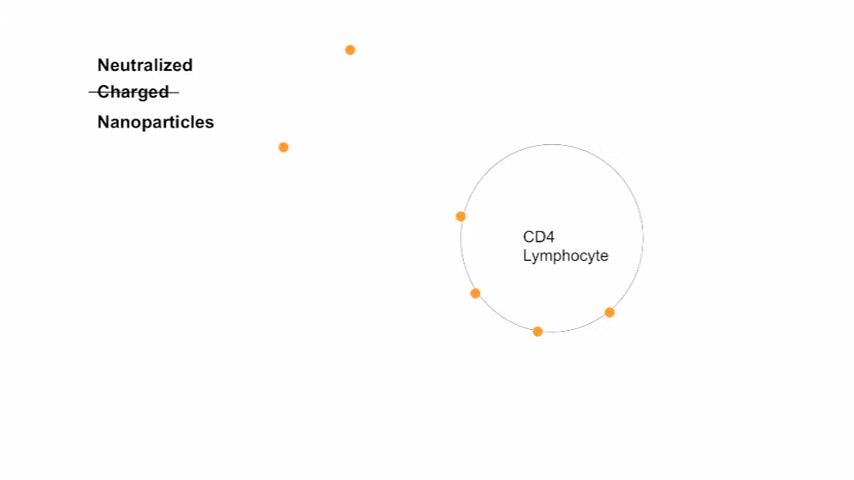 Neutralized
Charged
Nanoparticles
CD4
Lymphocyte